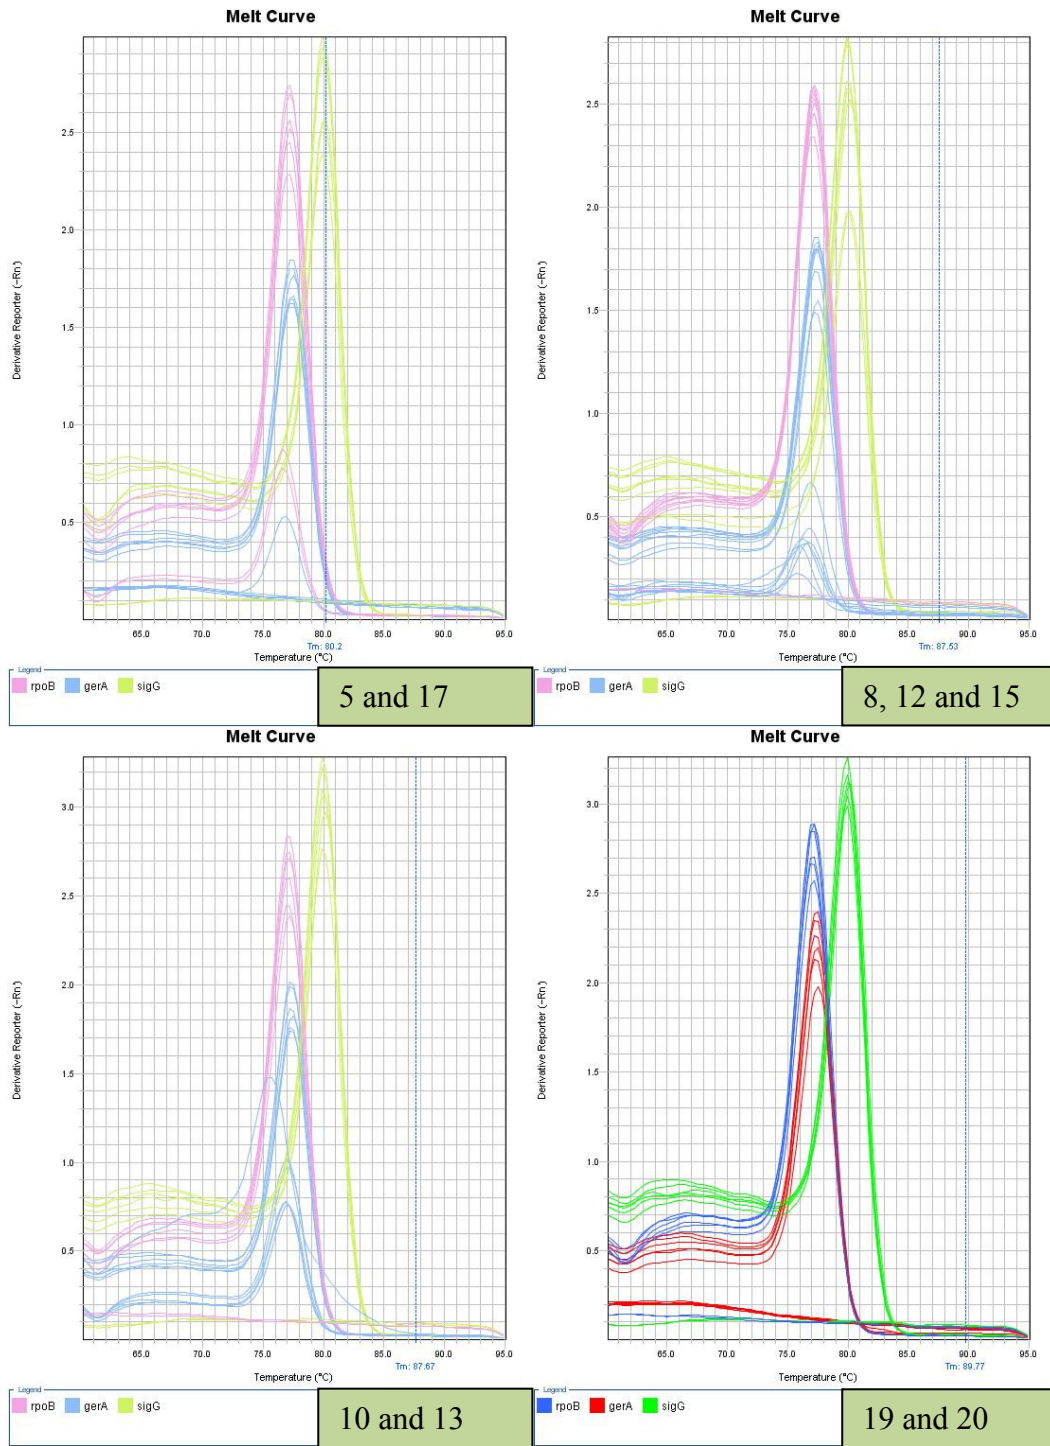 Melt Curve
Derivative Reporter (-Rn')
2.5
2.0
1.5
1.0
0.5
65.0 70.0 75.0 80.0 85.0 90.0 95.0
Tm: 80.2
Temperature (°C)
Legend
rpoB gerA sigG
5 and 17
Melt Curve
Derivative Reporter (-Rn')
2.5
2.0
1.5
1.0
0.5
65.0 70.0 75.0 80.0 85.0 90.0 95.0
Tm: 87.53
Temperature (°C)
Legend
rpoB gerA sigG
8, 12 and 15
Melt Curve
Derivative Reporter (-Rn')
3.0
2.5
2.0
1.5
1.0
0.5
65.0 70.0 75.0 80.0 85.0 90.0 95.0
Tm: 87.67
Temperature (°C)
Legend
rpoB gerA sigG
10 and 13
Melt Curve
Derivative Reporter (-Rn')
3.0
2.5
2.0
1.5
1.0
0.5
65.0 70.0 75.0 80.0 85.0 90.0 95.0
Tm: 89.77
Temperature (°C)
Legend
rpoB gerA sigG
19 and 20